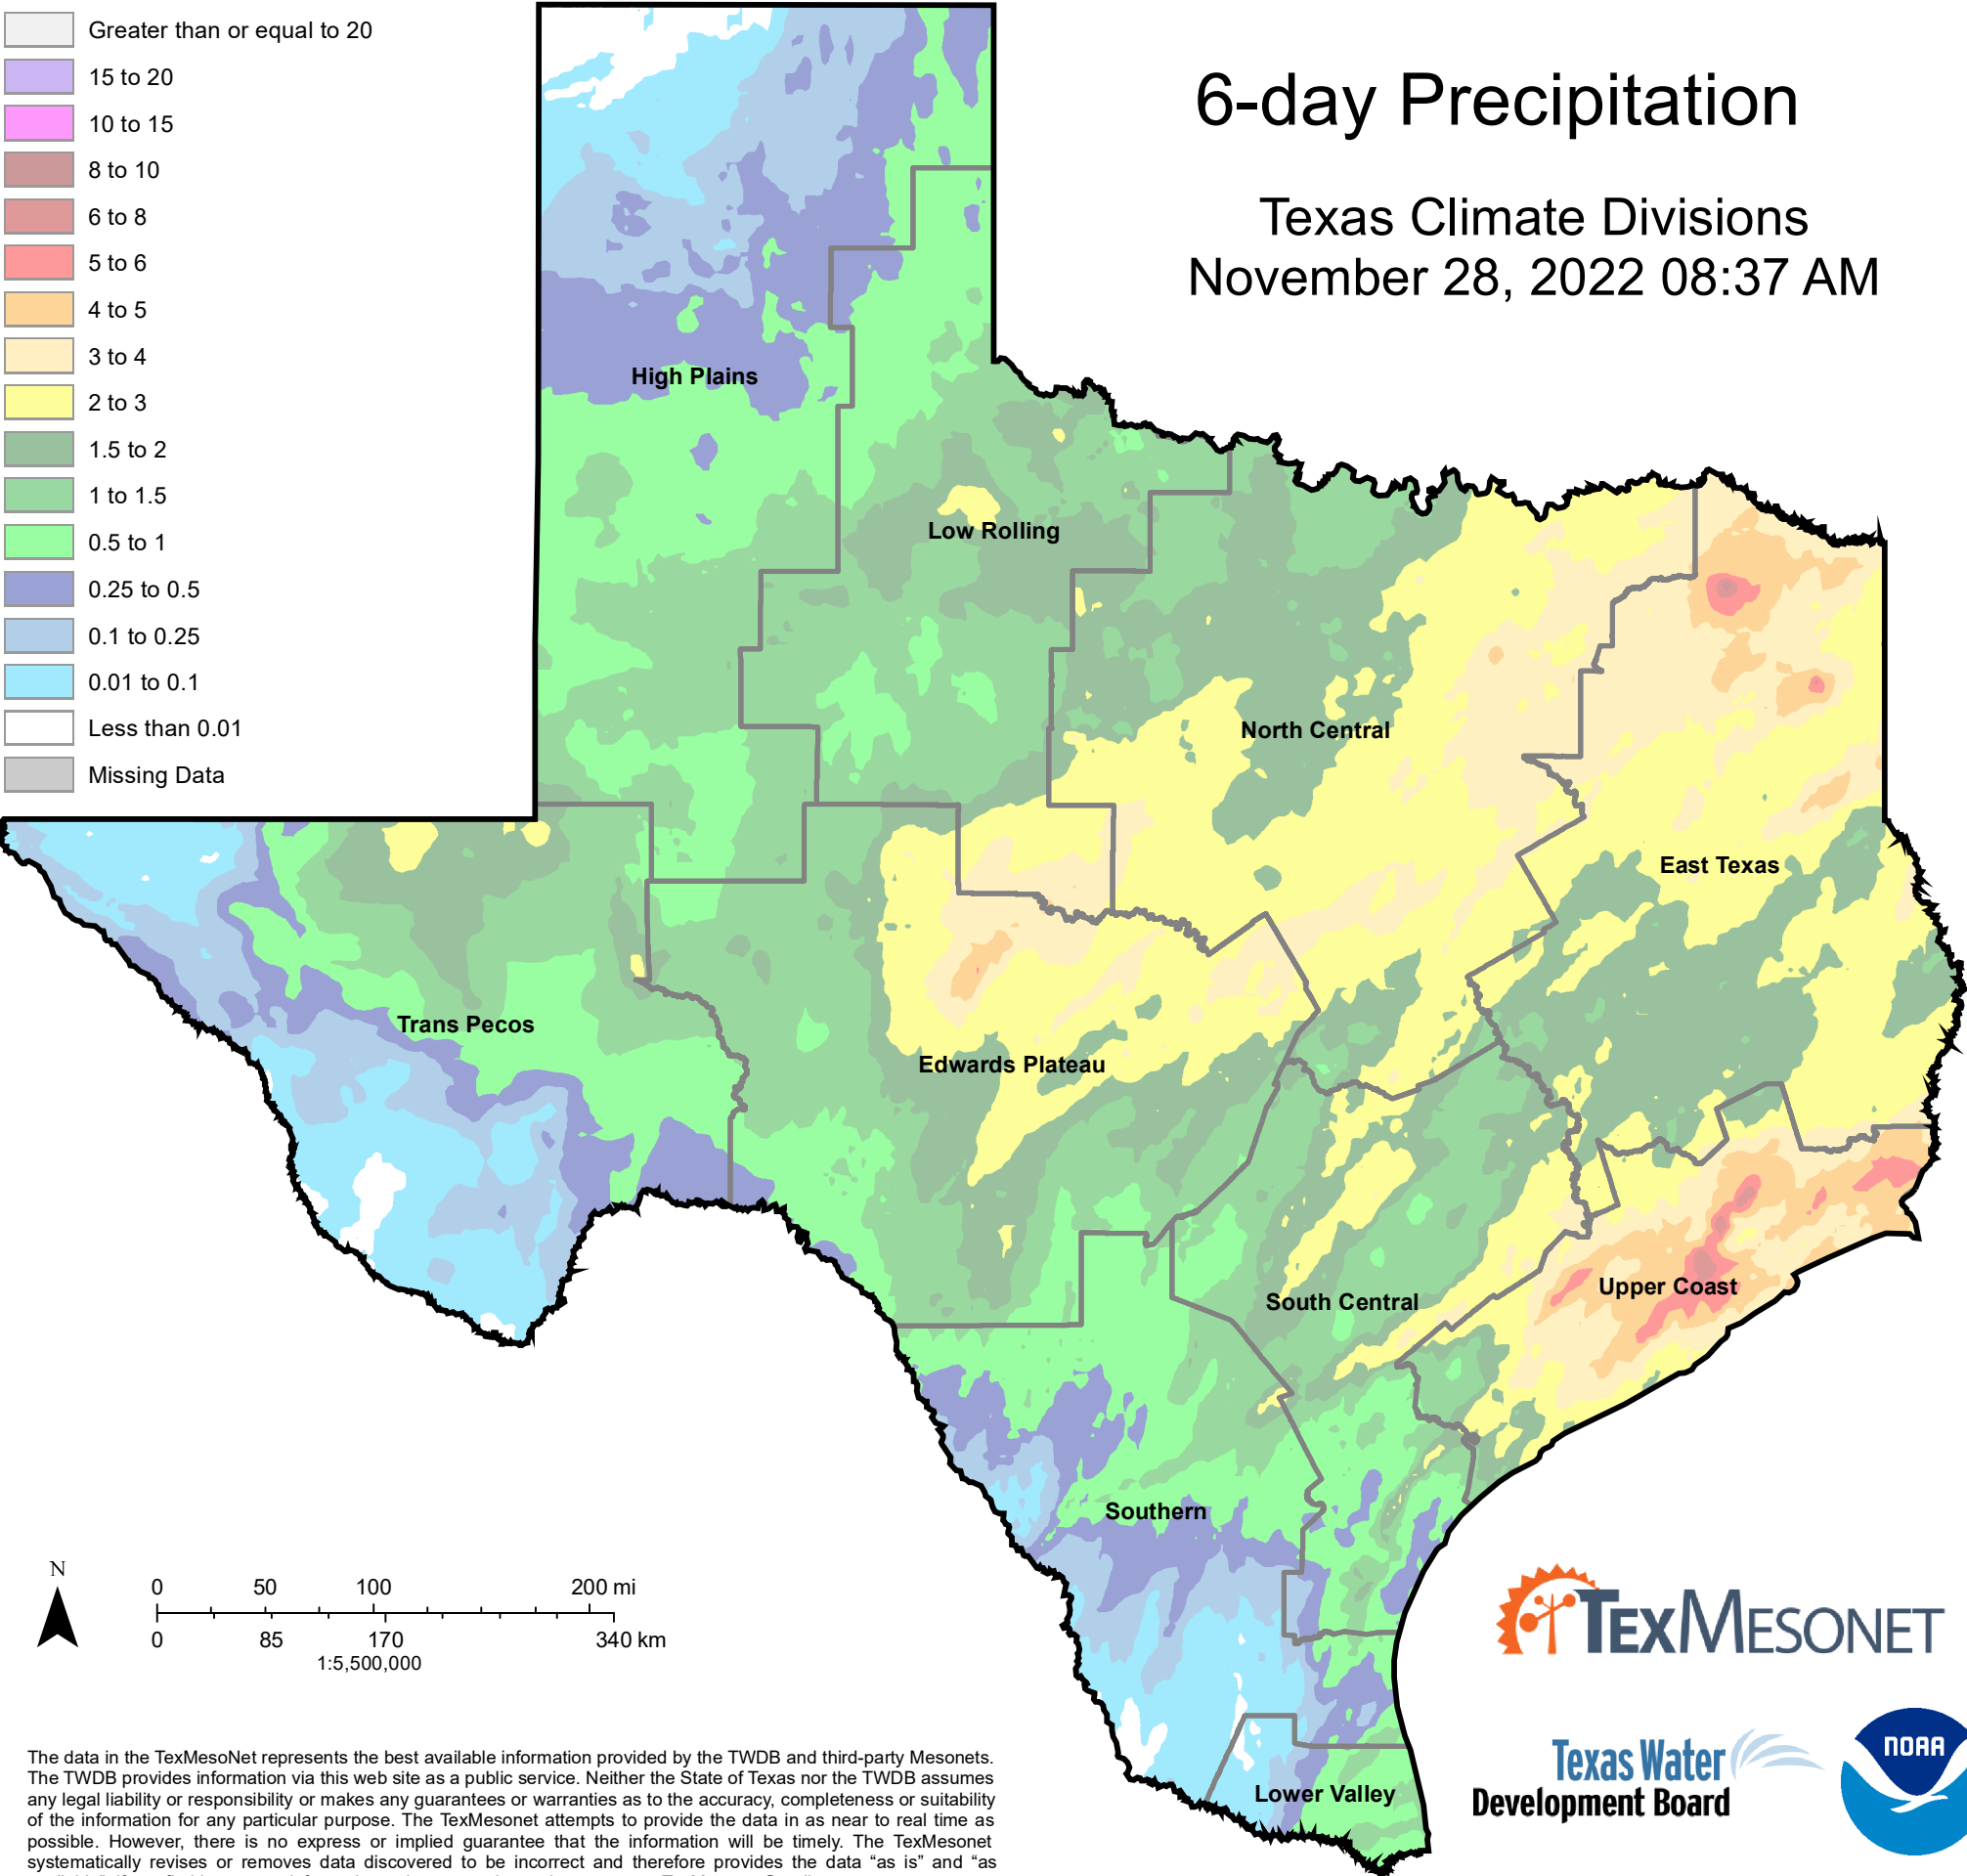 6-day Precipitation
Texas Climate Divisions
November 28, 2022 08:37 AM
Greater than or equal to 20
15 to 20
10 to 15
8 to 10
6 to 8
5 to 6
4 to 5
3 to 4
2 to 3
1.5 to 2
1 to 1.5
0.5 to 1
0.25 to 0.5
0.1 to 0.25
0.01 to 0.1
Less than 0.01
Missing Data
High Plains
Low Rolling
North Central
East Texas
Trans Pecos
Edwards Plateau
Upper Coast
South Central
Southern
Lower Valley
N
0 50 100 200 mi
0 85 170 340 km
1:5,500,000
TEXMESONET
Texas Water
Development Board
NOAA
The data in the TexMesoNet represents the best available information provided by the TWDB and third-party Mesonets.
The TWDB provides information via this web site as a public service. Neither the State of Texas nor the TWDB assumes
any legal liability or responsibility or makes any guarantees or warranties as to the accuracy, completeness or suitability
of the information for any particular purpose. The TexMesonet attempts to provide the data in as near to real time as
possible. However, there is no express or implied guarantee that the information will be timely. The TexMesonet
systematically revises or removes data discovered to be incorrect and therefore provides the data “as is” and “as